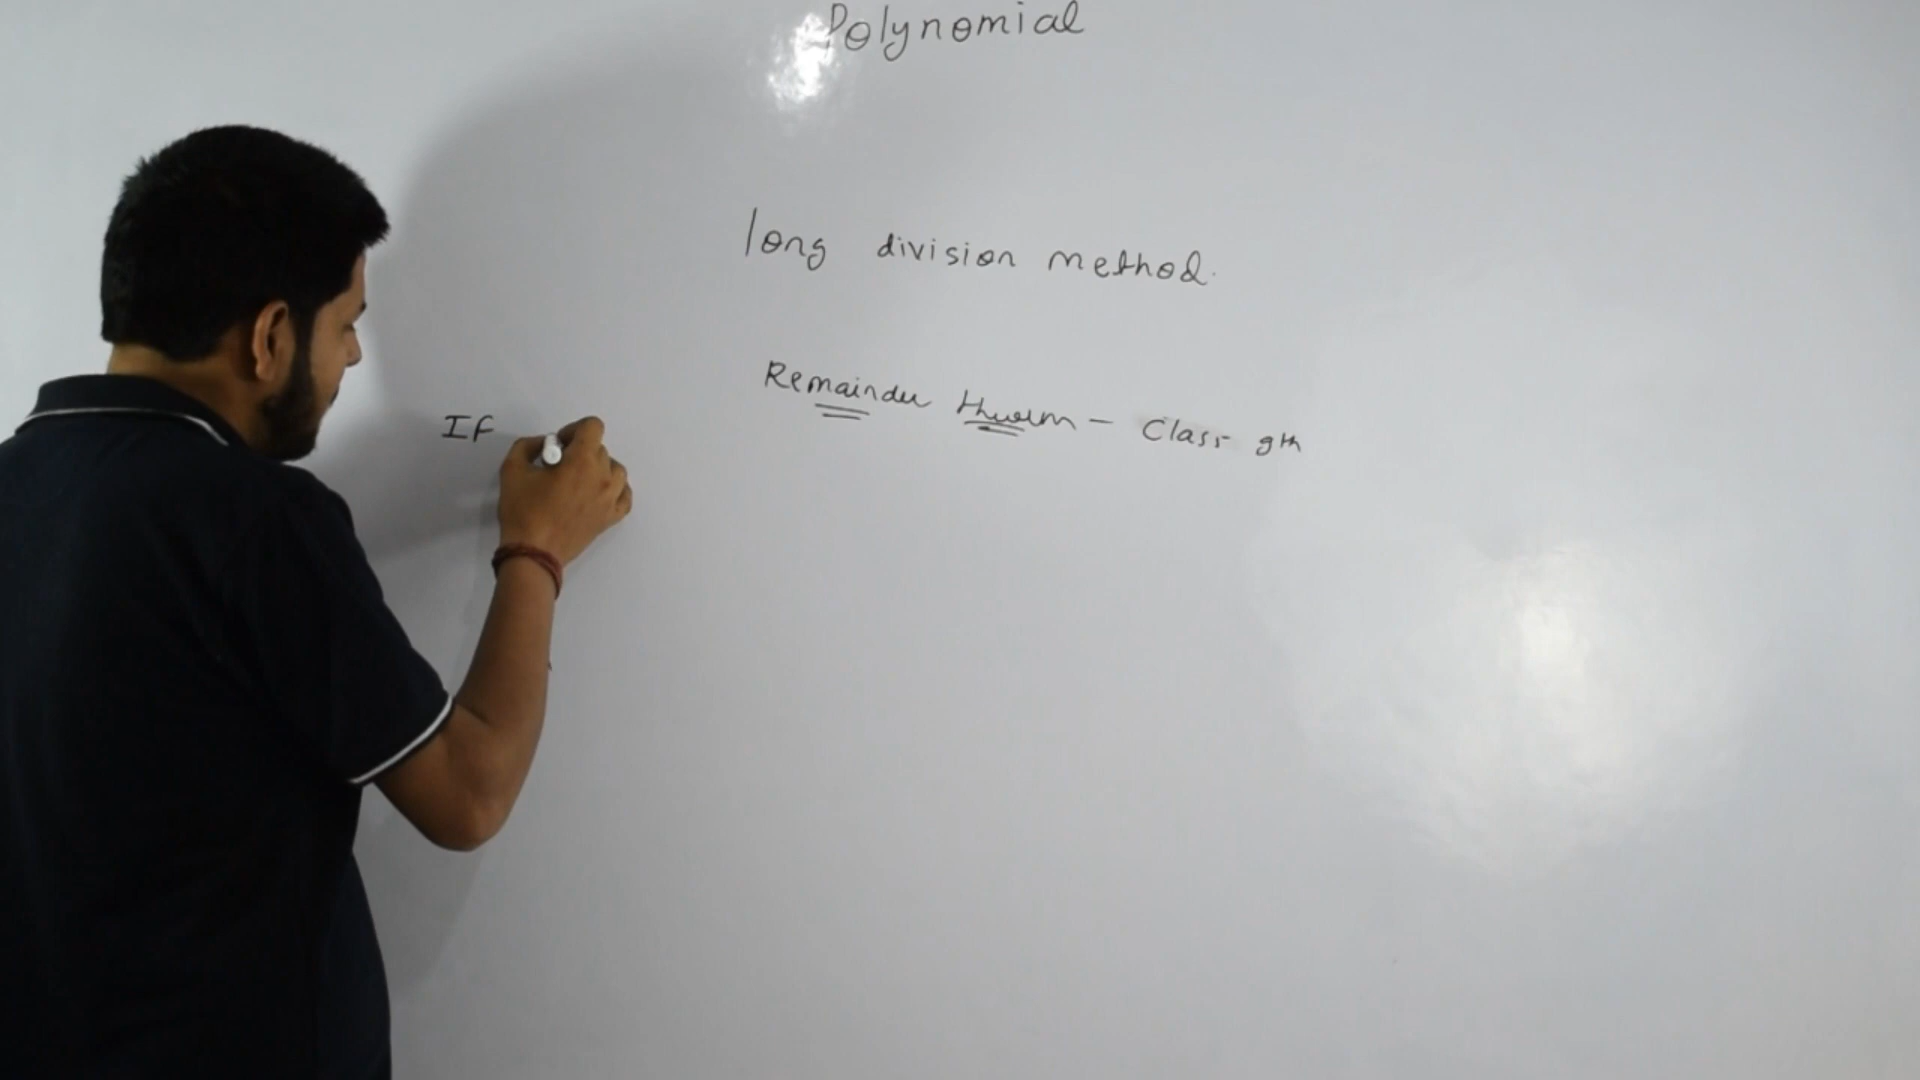 Polynomial
long division method.
Remainder theorem - Class 9th
If